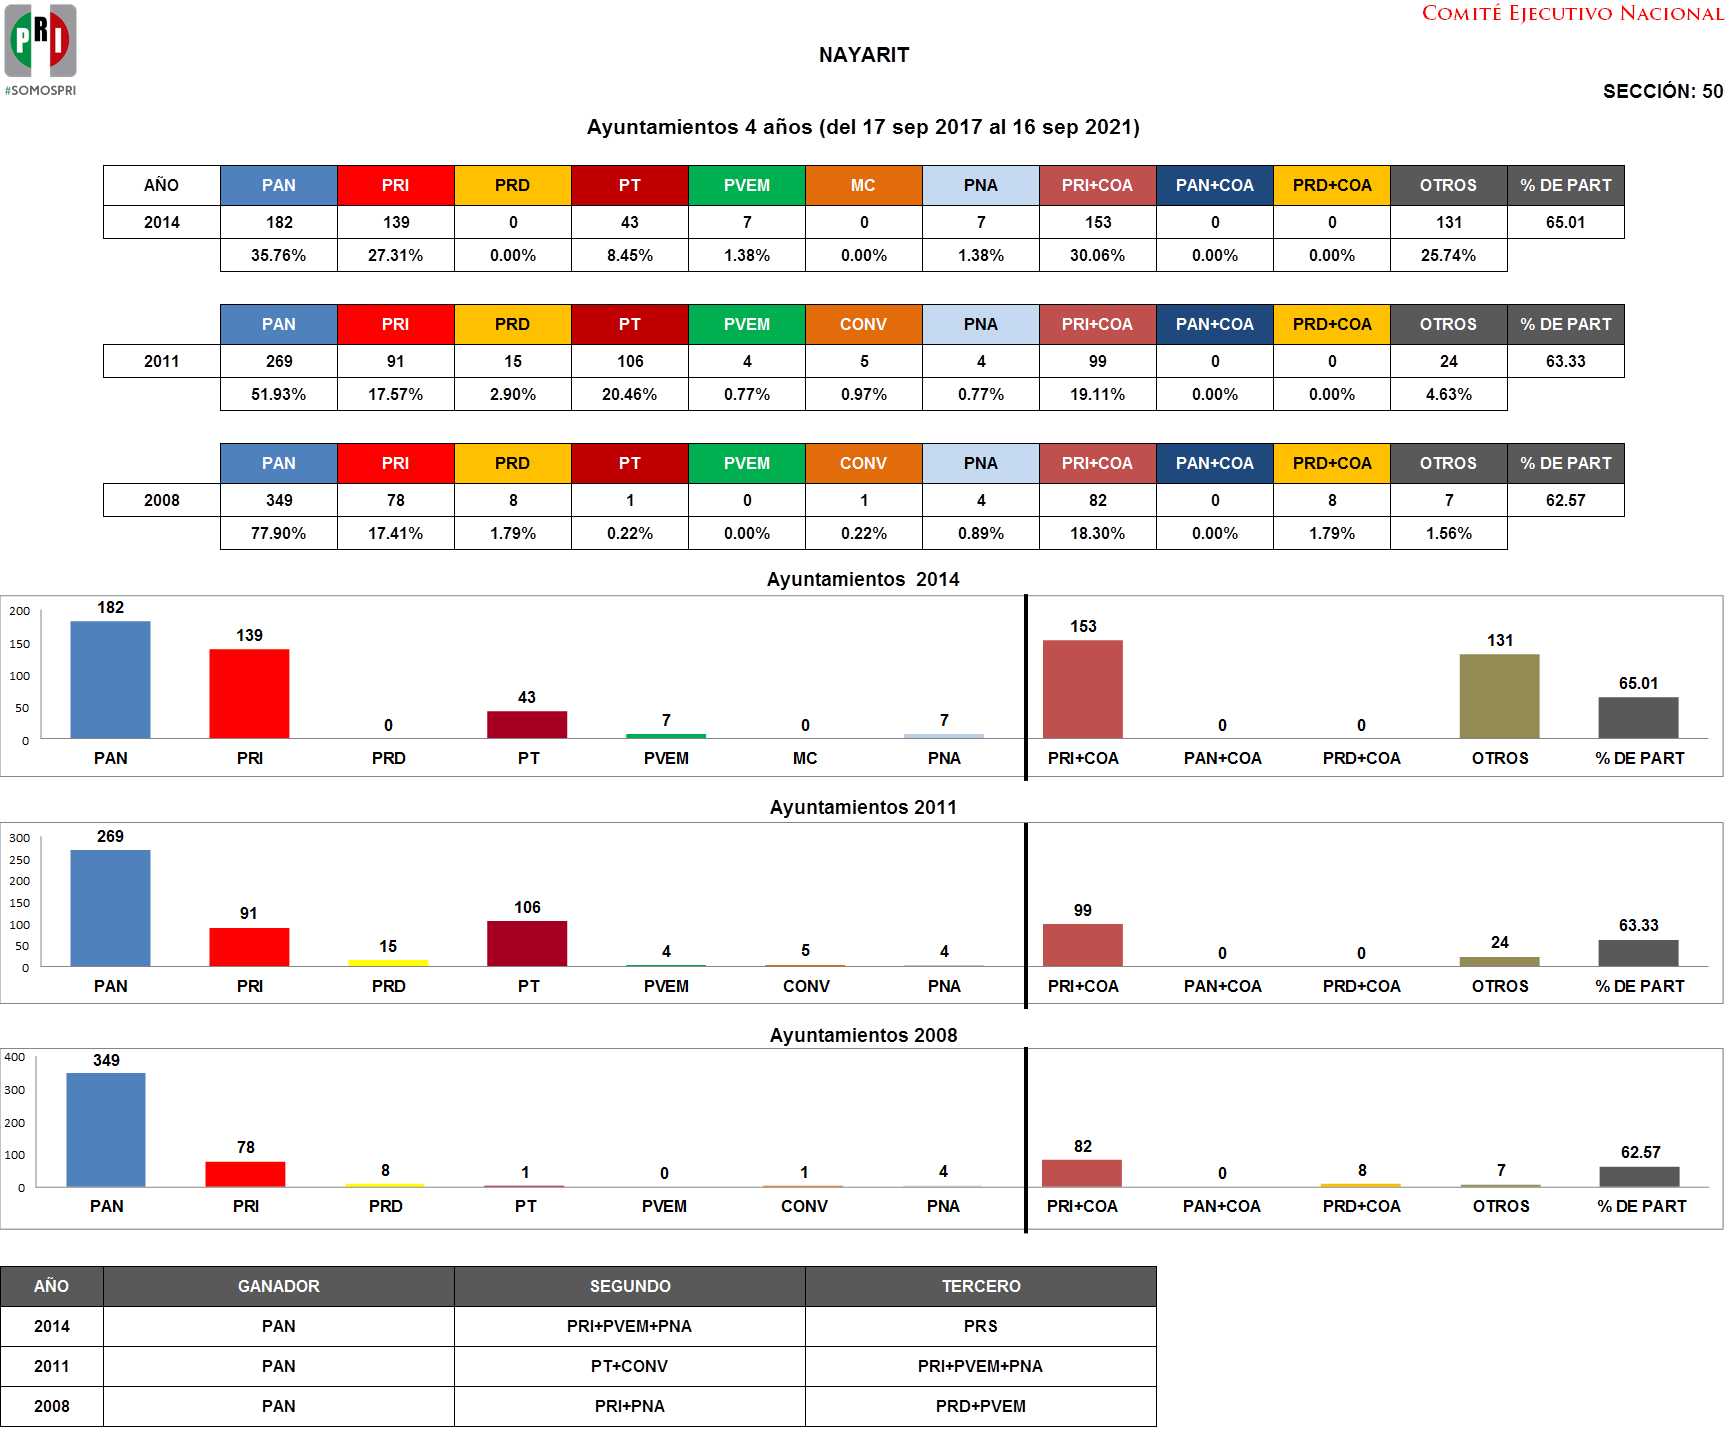 COMITÉ EJECUTIVO NACIONAL
PRI
#SOMOSPRI
NAYARIT
SECCIÓN: 50
Ayuntamientos 4 años (del 17 sep 2017 al 16 sep 2021)
AÑO PAN PRI PRD PT PVEM MC PNA PRI+COA PAN+COA PRD+COA OTROS % DE PART
2014 182 139 0 43 7 0 7 153 0 0 131 65.01
35.76% 27.31% 0.00% 8.45% 1.38% 0.00% 1.38% 30.06% 0.00% 0.00% 25.74%
PAN PRI PRD PT PVEM CONV PNA PRI+COA PAN+COA PRD+COA OTROS % DE PART
2011 269 91 15 106 4 5 4 99 0 0 24 63.33
51.93% 17.57% 2.90% 20.46% 0.77% 0.97% 0.77% 19.11% 0.00% 0.00% 4.63%
PAN PRI PRD PT PVEM CONV PNA PRI+COA PAN+COA PRD+COA OTROS % DE PART
2008 349 78 8 1 0 1 4 82 0 8 7 62.57
77.90% 17.41% 1.79% 0.22% 0.00% 0.22% 0.89% 18.30% 0.00% 1.79% 1.56%
Ayuntamientos 2014
200
150
100
50
0
182 139 0 43 7 0 7 153 0 0 131 65.01
PAN PRI PRD PT PVEM MC PNA PRI+COA PAN+COA PRD+COA OTROS % DE PART
Ayuntamientos 2011
300
250
200
150
100
50
0
269 91 15 106 4 5 4 99 0 0 24 63.33
PAN PRI PRD PT PVEM CONV PNA PRI+COA PAN+COA PRD+COA OTROS % DE PART
Ayuntamientos 2008
400
300
200
100
0
349 78 8 1 0 1 4 82 0 8 7 62.57
PAN PRI PRD PT PVEM CONV PNA PRI+COA PAN+COA PRD+COA OTROS % DE PART
AÑO GANADOR SEGUNDO TERCERO
2014 PAN PRI+PVEM+PNA PRS
2011 PAN PT+CONV PRI+PVEM+PNA
2008 PAN PRI+PNA PRD+PVEM